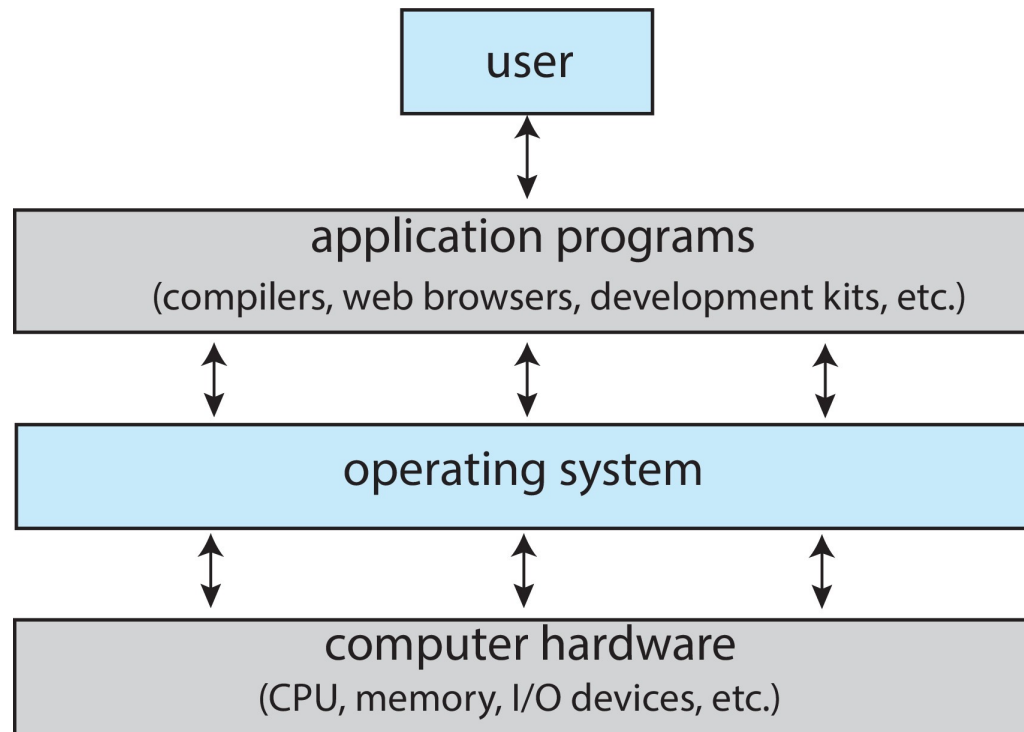 user
application programs
(compilers, web browsers, development kits, etc.)
operating system
computer hardware
(CPU, memory, I/O devices, etc.)